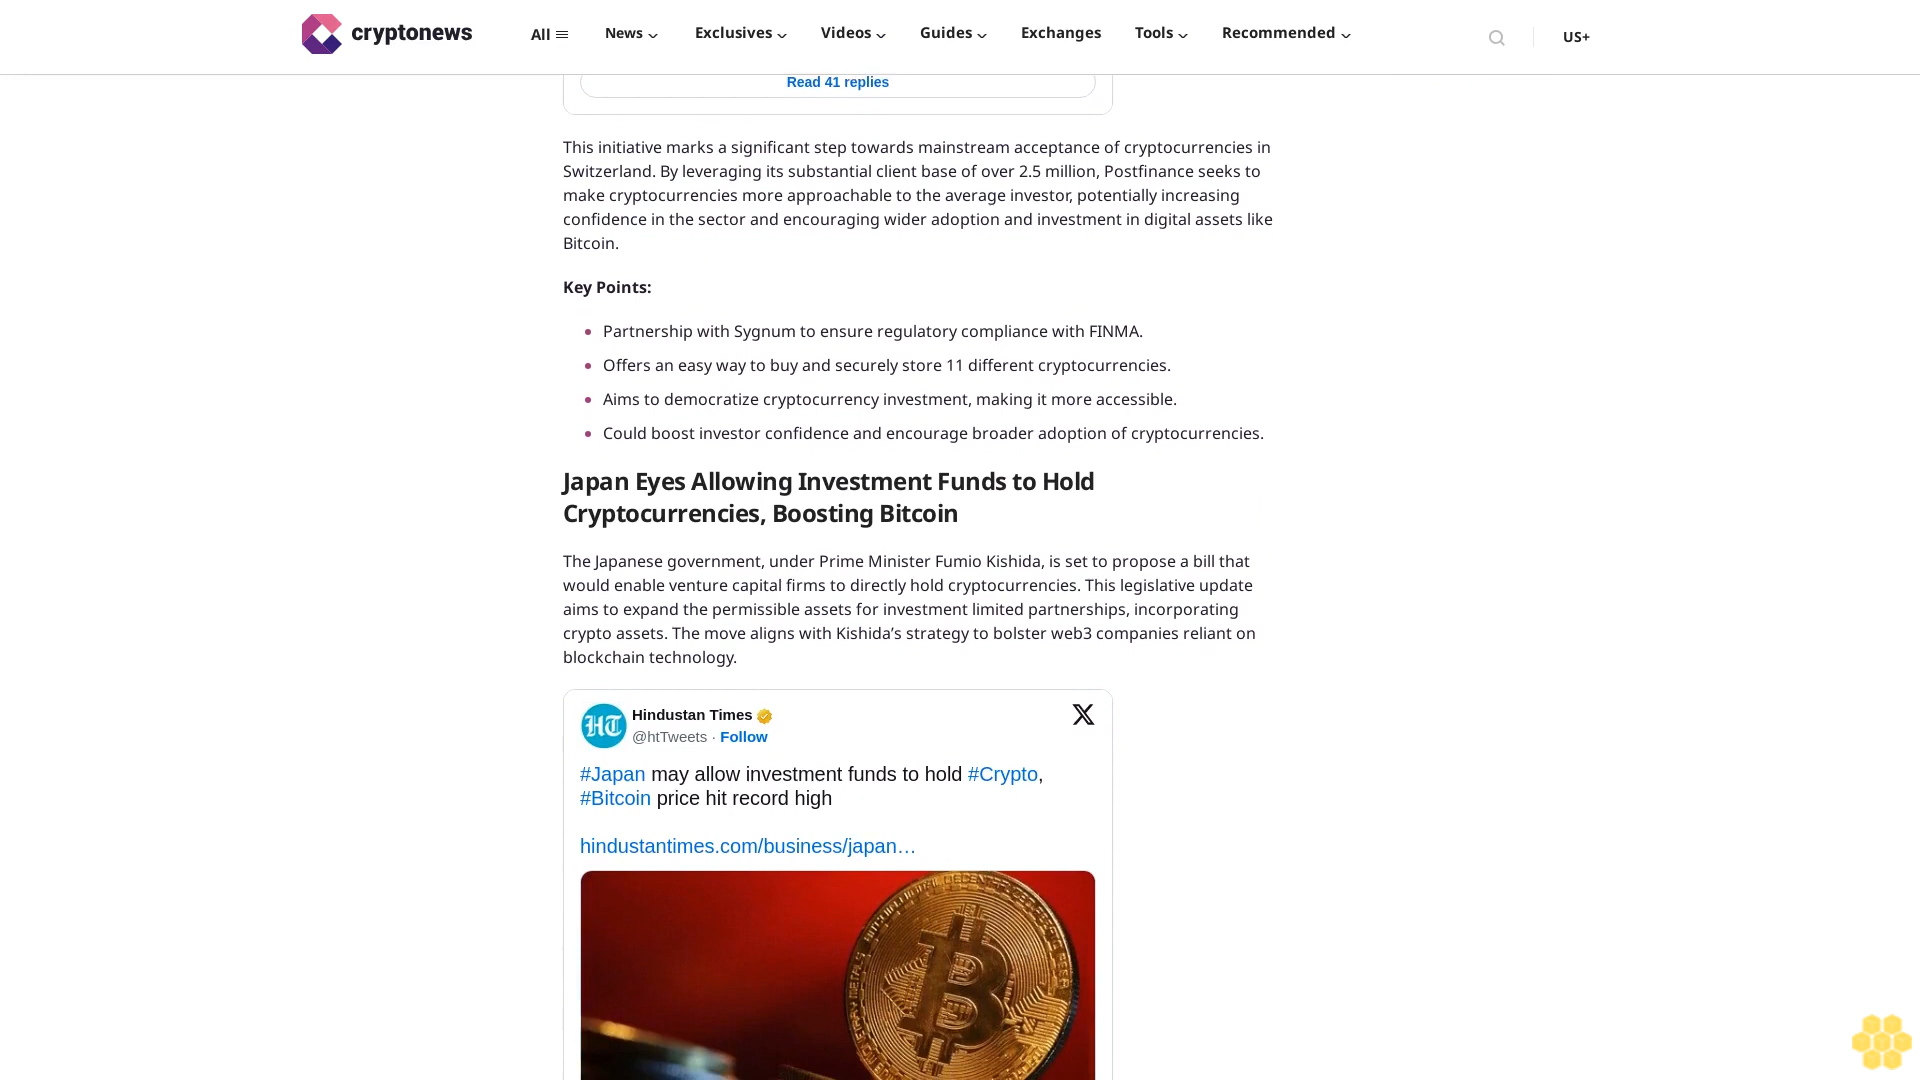 cryptonews
All
News
Exclusives
Videos
Guides
Exchanges
Tools
Recommended
US+
Read 41 replies
This initiative marks a significant step towards mainstream acceptance of cryptocurrencies in
Switzerland. By leveraging its substantial client base of over 2.5 million, Postfinance seeks to
make cryptocurrencies more approachable to the average investor, potentially increasing
confidence in the sector and encouraging wider adoption and investment in digital assets like
Bitcoin.
Key Points:
Partnership with Sygnum to ensure regulatory compliance with FINMA.
Offers an easy way to buy and securely store 11 different cryptocurrencies.
Aims to democratize cryptocurrency investment, making it more accessible.
Could boost investor confidence and encourage broader adoption of cryptocurrencies.
Japan Eyes Allowing Investment Funds to Hold
Cryptocurrencies, Boosting Bitcoin
The Japanese government, under Prime Minister Fumio Kishida, is set to propose a bill that
would enable venture capital firms to directly hold cryptocurrencies. This legislative update
aims to expand the permissible assets for investment limited partnerships, incorporating
crypto assets. The move aligns with Kishida’s strategy to bolster web3 companies reliant on
blockchain technology.
HT
Hindustan Times
@htTweets · Follow
#Japan may allow investment funds to hold #Crypto,
#Bitcoin price hit record high
hindustantimes.com/business/japan…